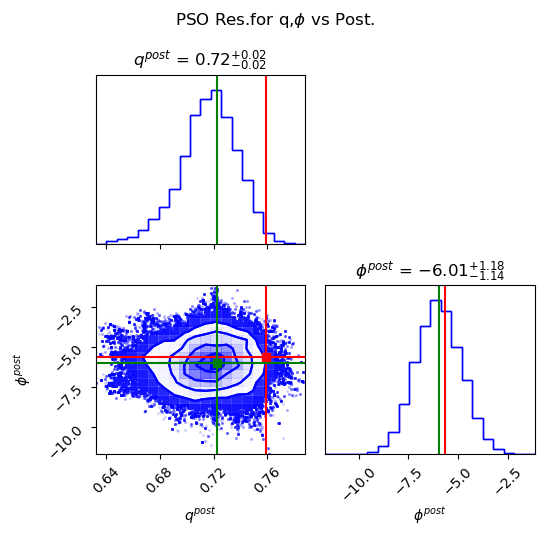 PSO Res.for q,ϕ vs Post.
q^post = 0.72^+0.02_−0.02
ϕ^post = −6.01^+1.18_−1.14
−2.5
−5.0
−7.5
−10.0
ϕ^post
0.64 0.68 0.72 0.76
q^post
−10.0 −7.5 −5.0 −2.5
ϕ^post